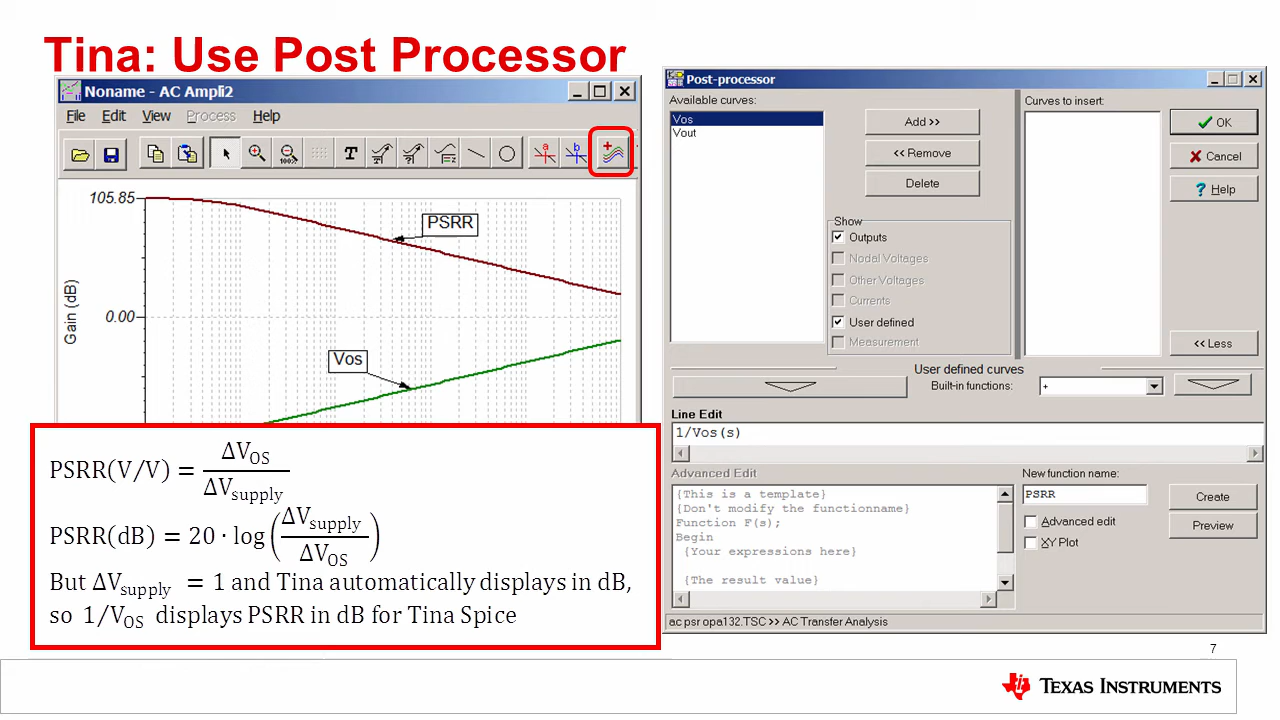 Tina: Use Post Processor
Noname - AC Ampli2
File Edit View Process Help
100%
T
a
b
105.85
PSRR
Gain (dB)
0.00
Vos
PSRR(V/V) = ΔV_OS / ΔV_supply
PSRR(dB) = 20 · log (ΔV_supply / ΔV_OS)
But ΔV_supply = 1 and Tina automatically displays in dB,
so 1/V_OS displays PSRR in dB for Tina Spice
Post-processor
Available curves:
Vos
Vout
Add >>
<< Remove
Delete
Show
Outputs
Nodal Voltages
Other Voltages
Currents
User defined
Measurement
Curves to insert:
OK
Cancel
? Help
<< Less
User defined curves
Built-in functions:
+
Line Edit
1/Vos(s)
Advanced Edit
{This is a template}
{Don't modify the functionname}
Function F(s);
Begin
{Your expressions here}
{The result value}
New function name:
PSRR
Advanced edit
XY Plot
Create
Preview
ac psr opa132.TSC >> AC Transfer Analysis
7
TEXAS INSTRUMENTS